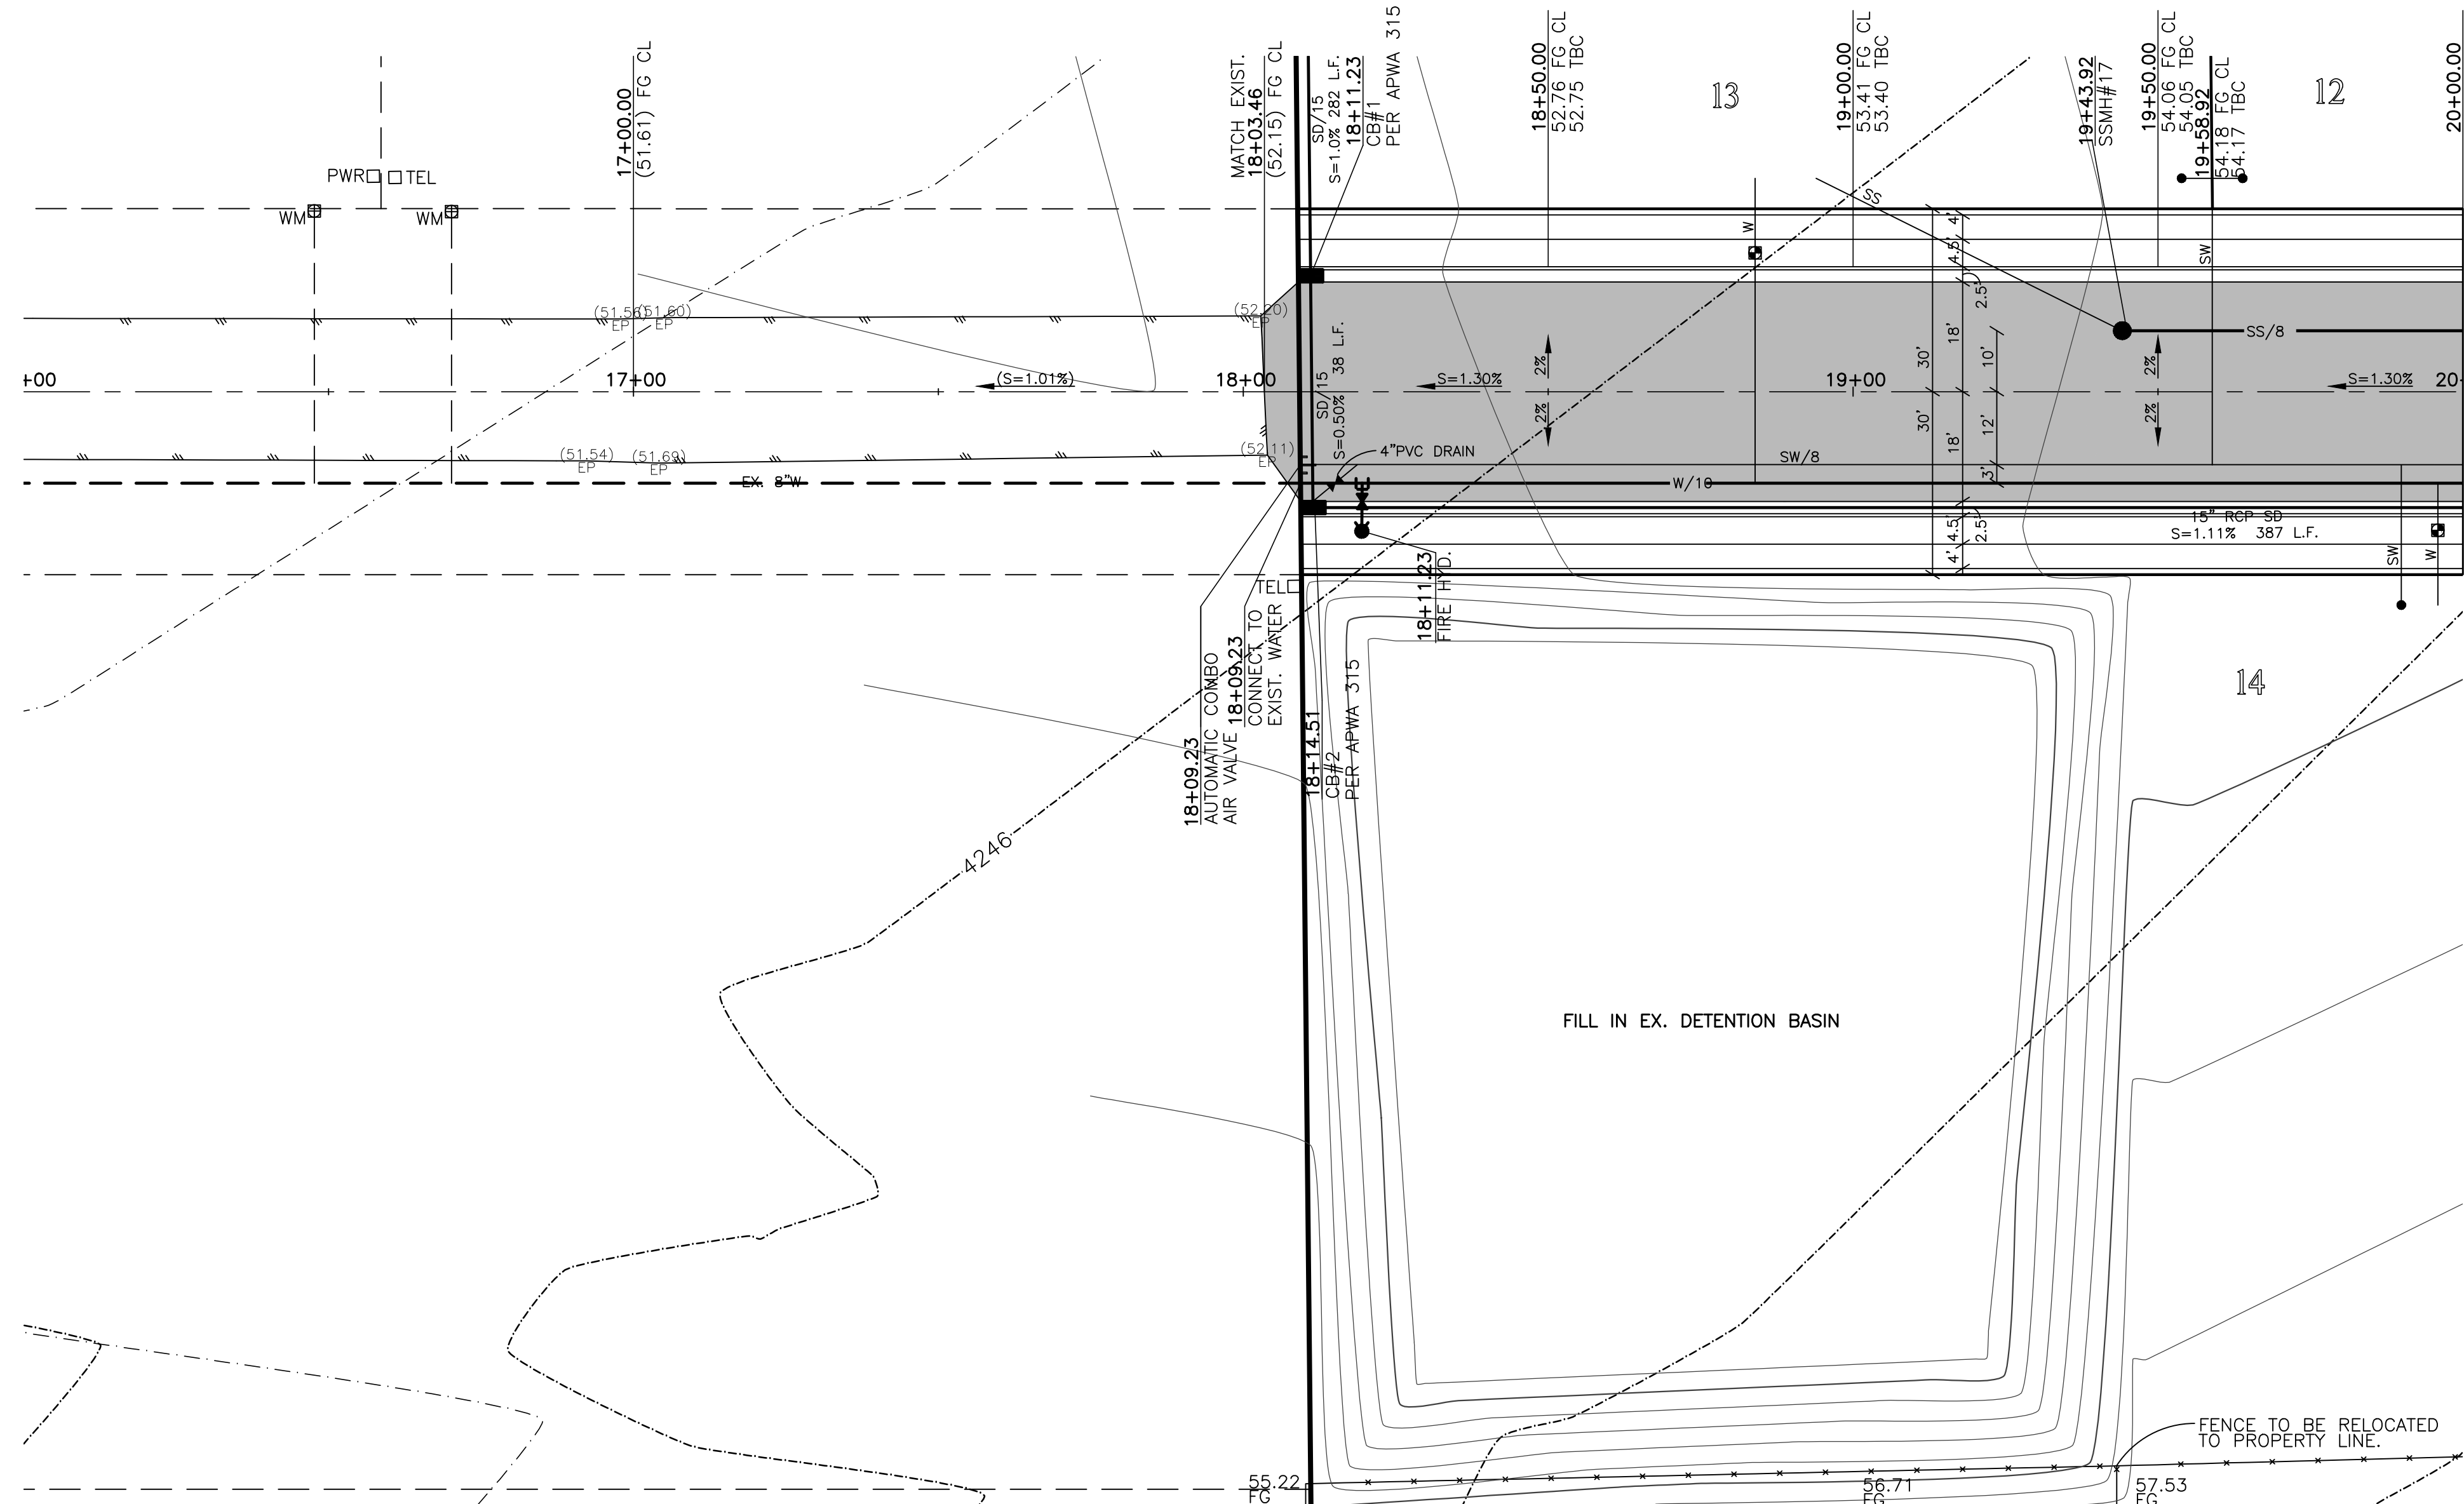 17+00.00
(51.61) FG CL
MATCH EXIST.
18+03.46
(52.15) FG CL
SD/15
S=1.0% 282 L.F.
18+11.23
CB#1
PER APWA 315
18+50.00
52.76 FG CL
52.75 TBC
13
19+00.00
53.41 FG CL
53.40 TBC
19+43.92
SSMH#17
19+50.00
54.06 FG CL
54.05 TBC
19+58.92
54.18 FG CL
54.17 TBC
12
20+00.00
PWR
TEL
WM
WM
SS
W
SW
4'
4.5'
2.5'
(51.56)
EP
(51.60)
EP
(52.20)
EP
SD/15
S=0.50% 38 L.F.
2%
30'
18'
10'
2%
SS/8
+00
17+00
(S=1.01%)
18+00
S=1.30%
19+00
S=1.30%
20+
2%
30'
18'
12'
2%
(51.54)
EP
(51.69)
EP
(52.11)
EP
4"PVC DRAIN
SW/8
3'
EX. 8"W
W/10
4.5'
2.5'
4'
15" RCP SD
S=1.11% 387 L.F.
SW
W
TEL
18+11.23
FIRE HYD.
18+09.23
CONNECT TO
EXIST. WATER
18+09.23
AUTOMATIC COMBO
AIR VALVE
18+14.51
CB#2
PER APWA 315
14
4246
FILL IN EX. DETENTION BASIN
FENCE TO BE RELOCATED
TO PROPERTY LINE.
55.22
FG
56.71
FG
57.53
FG